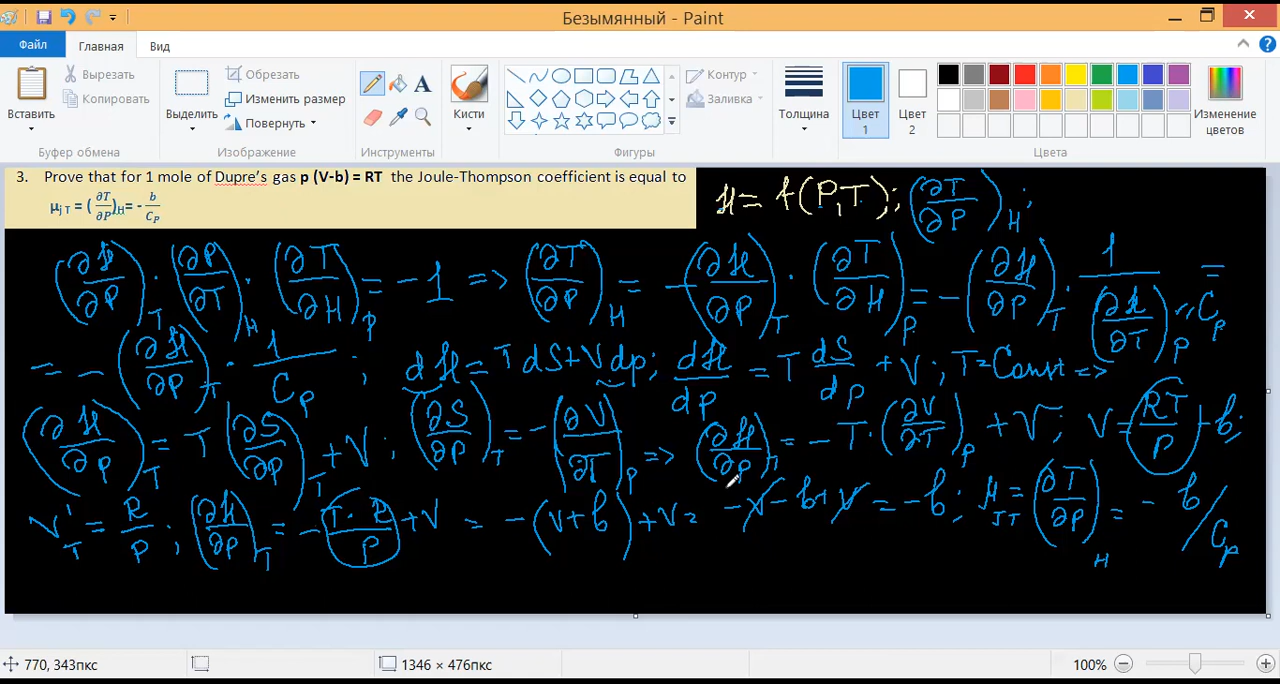 Безымянный - Paint
Файл Главная Вид
Вставить
Вырезать
Копировать
Буфер обмена
Выделить
Обрезать
Изменить размер
Повернуть
Изображение
A
Инструменты
Кисти
Контур
Заливка
Фигуры
Толщина
Цвет 1
Цвет 2
Изменение цветов
Цвета
3. Prove that for 1 mole of Dupre's gas p (V-b) = RT the Joule-Thompson coefficient is equal to
μjT = (∂T/∂P)H= - b/CP
H = f(P,T); (∂T/∂P)H;
(∂H/∂P)T · (∂P/∂T)H · (∂T/∂H)P = -1 => (∂T/∂P)H = -(∂H/∂P)T · (∂T/∂H)P = -(∂H/∂P)T · 1/(∂H/∂T)P = Cp =
= -(∂H/∂P)T · 1/CP ; dH = TdS+Vdp; dH/dP = T dS/dp + V; T=Const =>
(∂H/∂P)T = T (∂S/∂P)T + V; (∂S/∂P)T = -(∂V/∂T)P => (∂H/∂P)T = -T·(∂V/∂T)P + V; V = RT/P + b;
V'T = R/P ; (∂H/∂P)T = - T·R/P + V = -(V+b) + V = -V - b + V = -b; μJT = (∂T/∂P)H = - b/Cp
770, 343пкс
1346 × 476пкс
100%